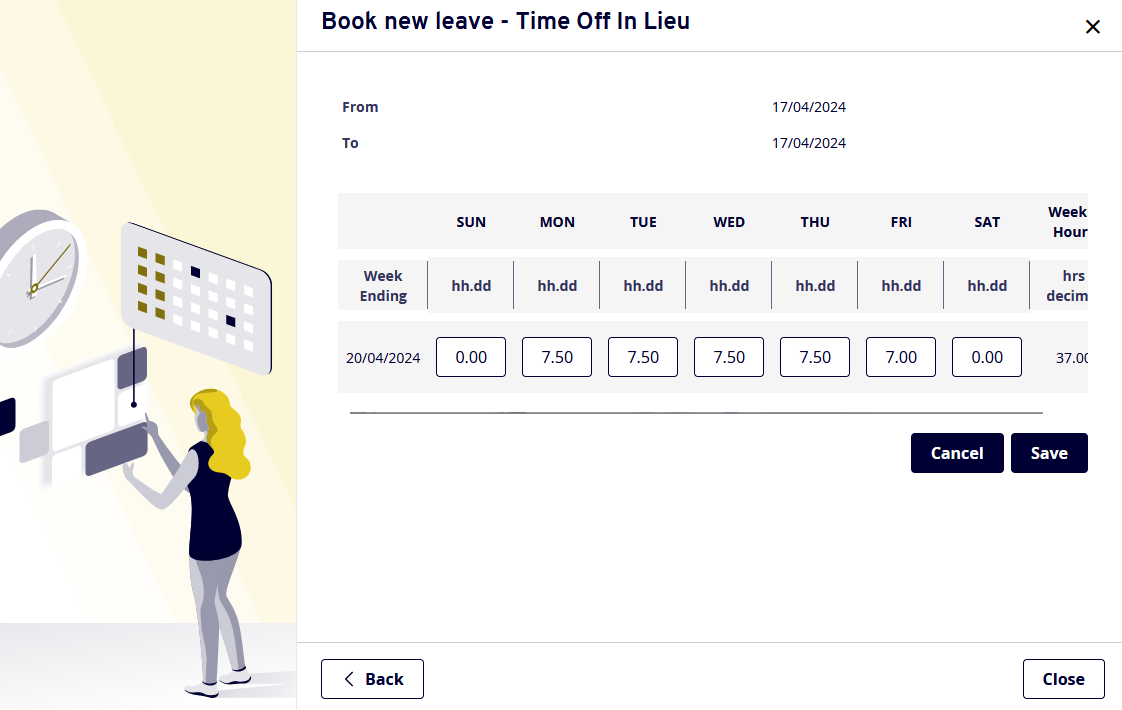 Book new leave - Time Off In Lieu
From 17/04/2024
To 17/04/2024
SUN MON TUE WED THU FRI SAT Week
Hour
Week Ending hh.dd hh.dd hh.dd hh.dd hh.dd hh.dd hh.dd hrs
decim
20/04/2024 0.00 7.50 7.50 7.50 7.50 7.00 0.00 37.00
Cancel Save
Back Close